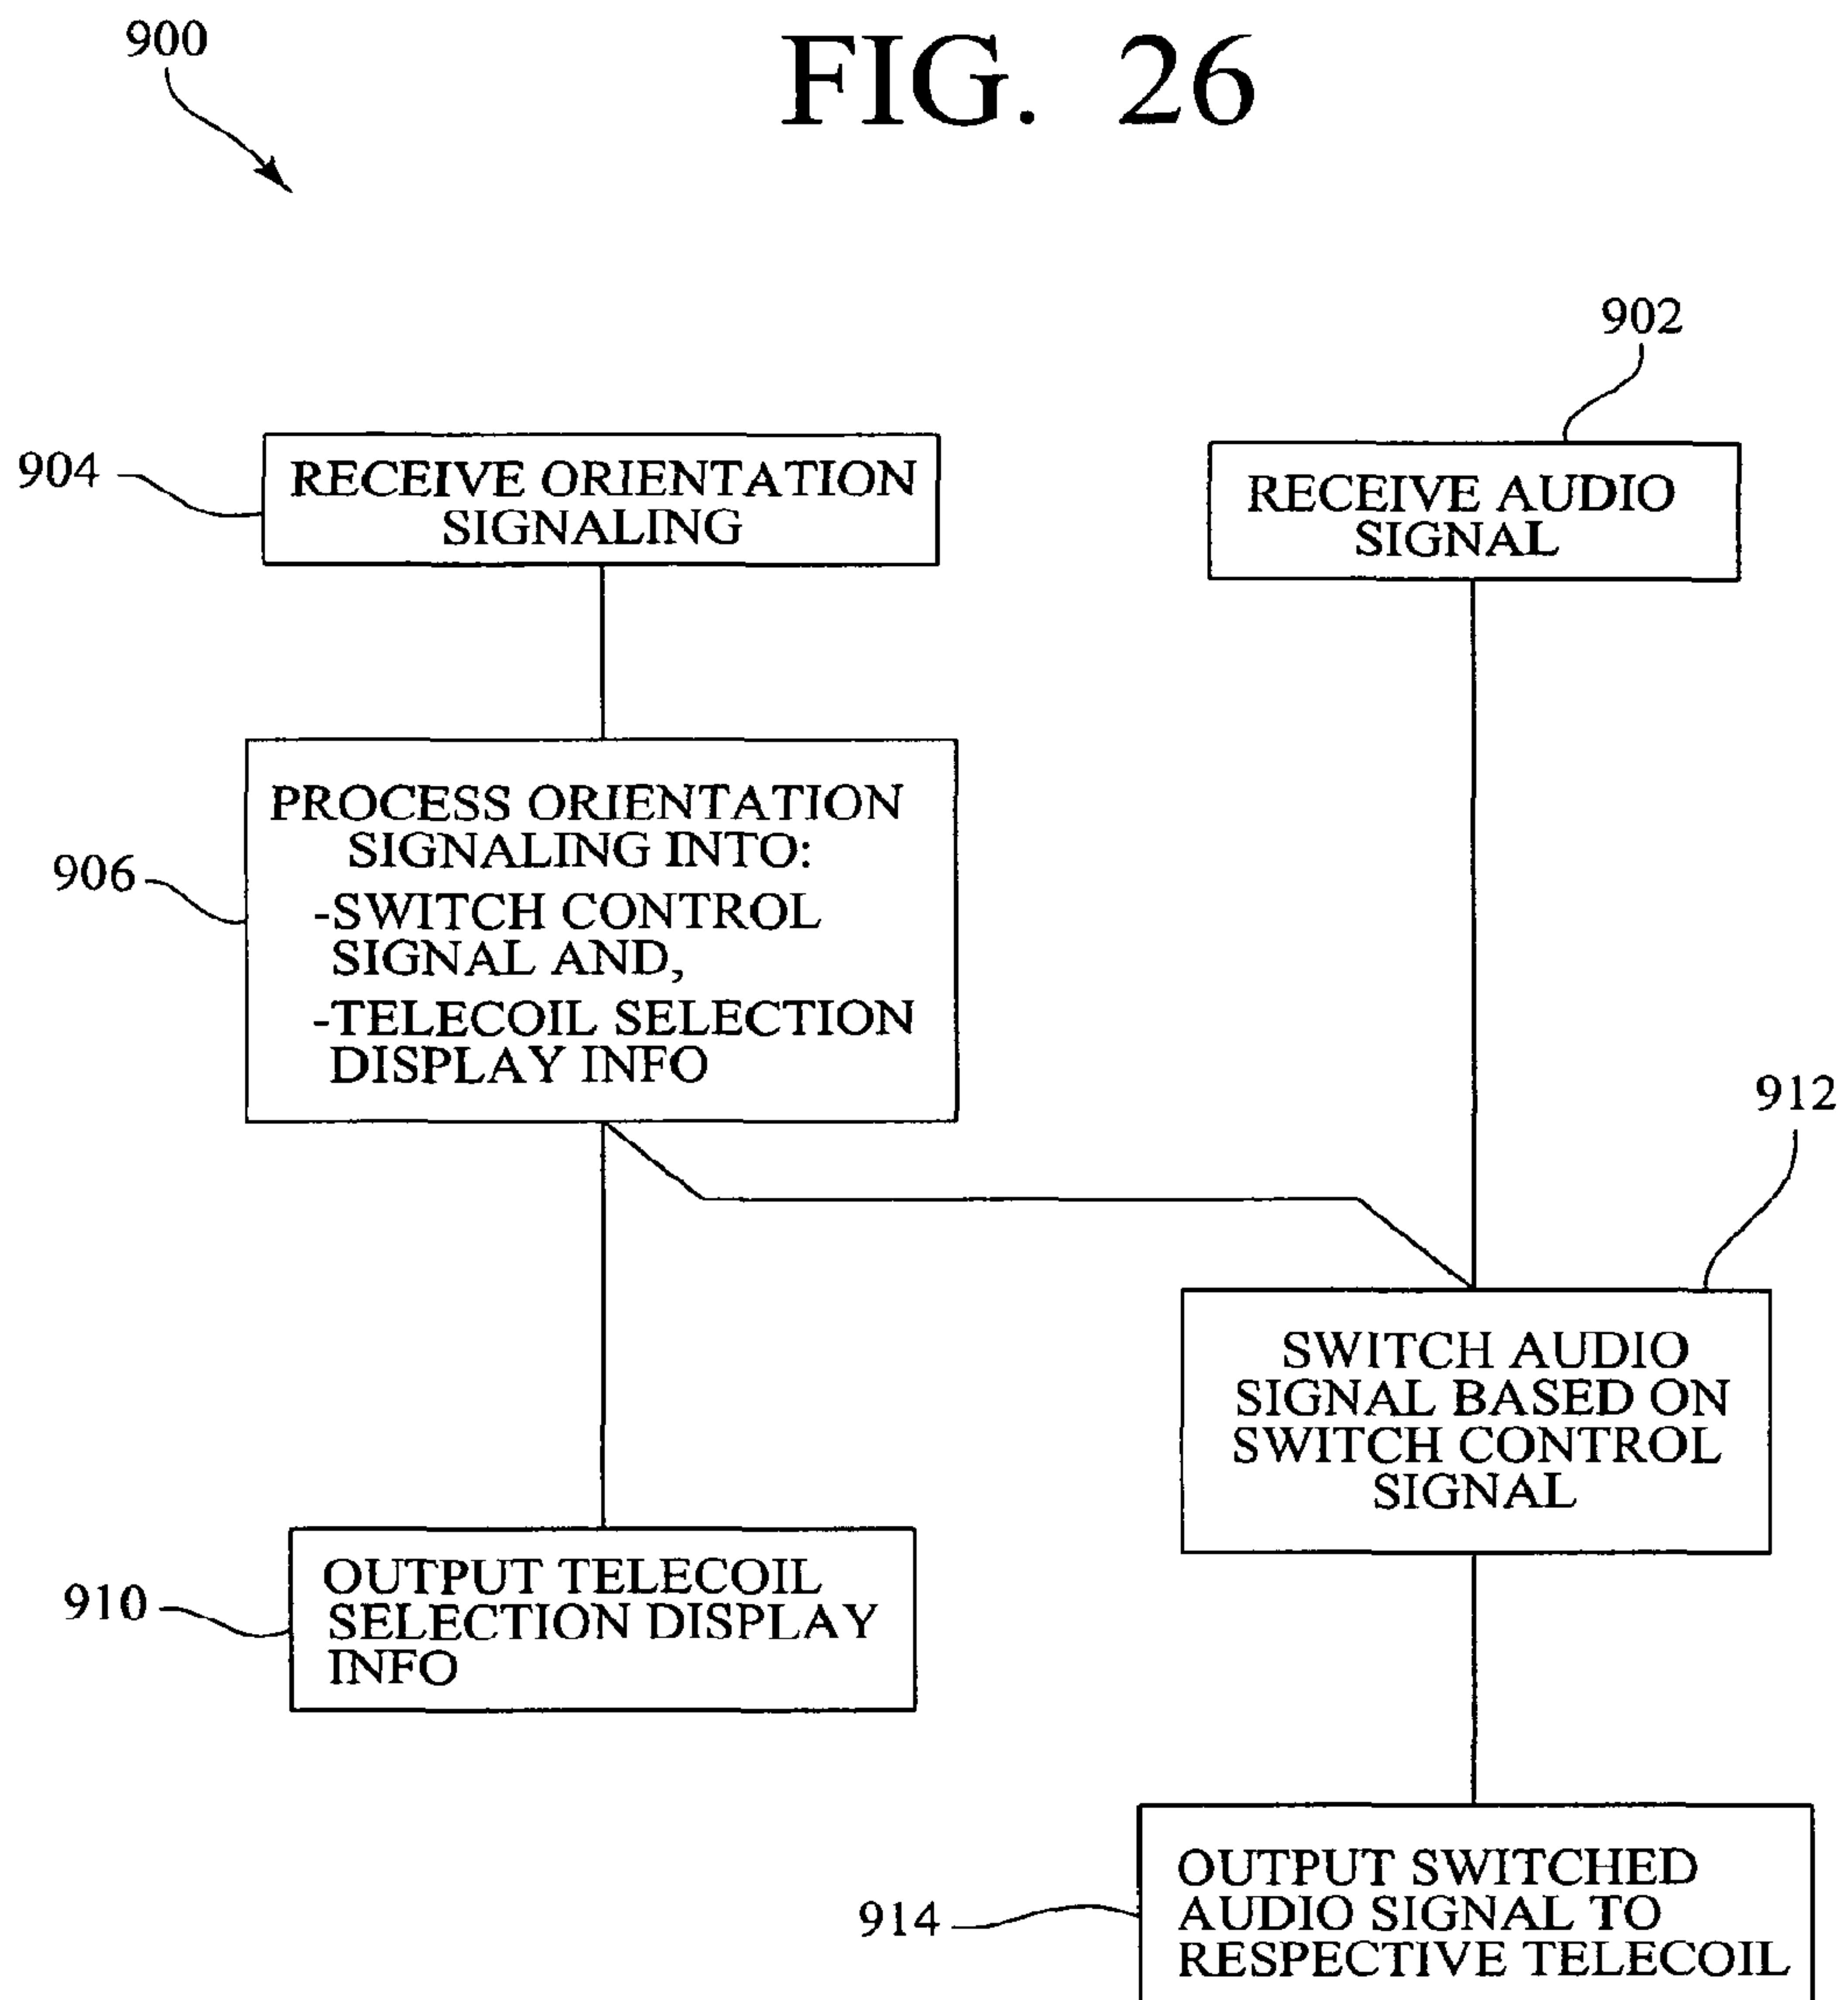 900
FIG. 26
902
904
RECEIVE ORIENTATION
SIGNALING
RECEIVE AUDIO
SIGNAL
906
PROCESS ORIENTATION
SIGNALING INTO:
-SWITCH CONTROL
SIGNAL AND,
-TELECOIL SELECTION
DISPLAY INFO
912
SWITCH AUDIO
SIGNAL BASED ON
SWITCH CONTROL
SIGNAL
910
OUTPUT TELECOIL
SELECTION DISPLAY
INFO
914
OUTPUT SWITCHED
AUDIO SIGNAL TO
RESPECTIVE TELECOIL